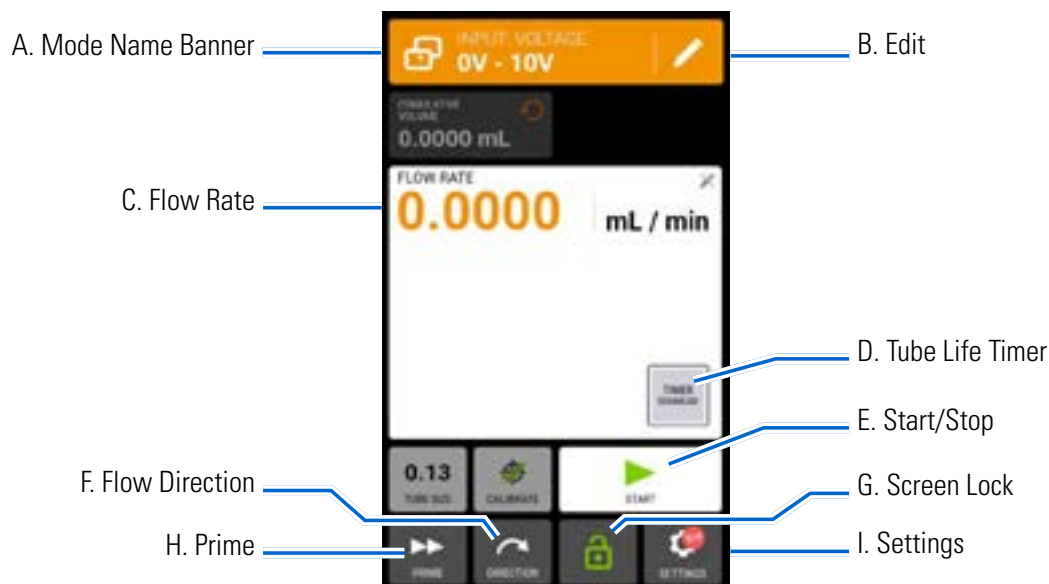 A. Mode Name Banner
B. Edit
INPUT: VOLTAGE
0V - 10V
CUMULATIVE
VOLUME
0.0000 mL
C. Flow Rate
FLOW RATE
0.0000 mL / min
D. Tube Life Timer
TIMER
E. Start/Stop
F. Flow Direction
0.13
TUBE SIZE
CALIBRATE
START
G. Screen Lock
H. Prime
PRIME
DIRECTION
SETTINGS
I. Settings